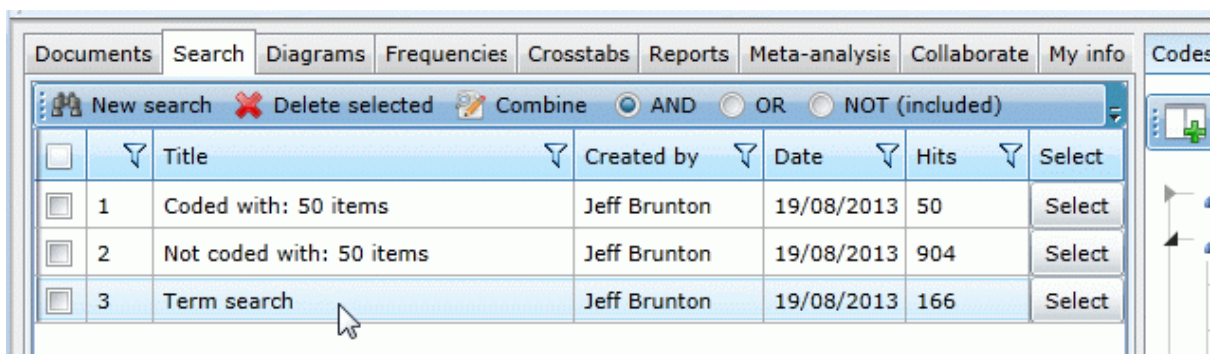 Documents Search Diagrams Frequencies Crosstabs Reports Meta-analysis Collaborate My info Codes
New search Delete selected Combine AND OR NOT (included)
Title Created by Date Hits Select
1 Coded with: 50 items Jeff Brunton 19/08/2013 50 Select
2 Not coded with: 50 items Jeff Brunton 19/08/2013 904 Select
3 Term search Jeff Brunton 19/08/2013 166 Select